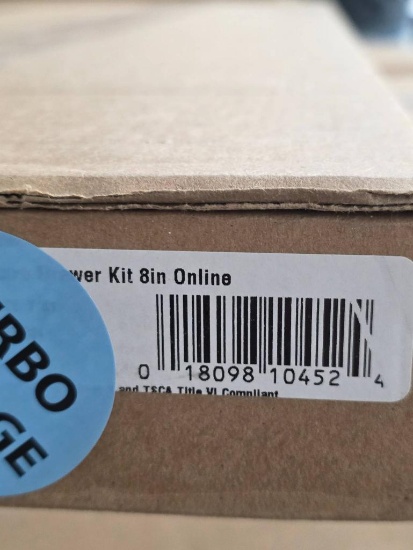 wer Kit 8in Online
0 18098 10452 4
and TSCA Title VI Compliant
RBO
GE